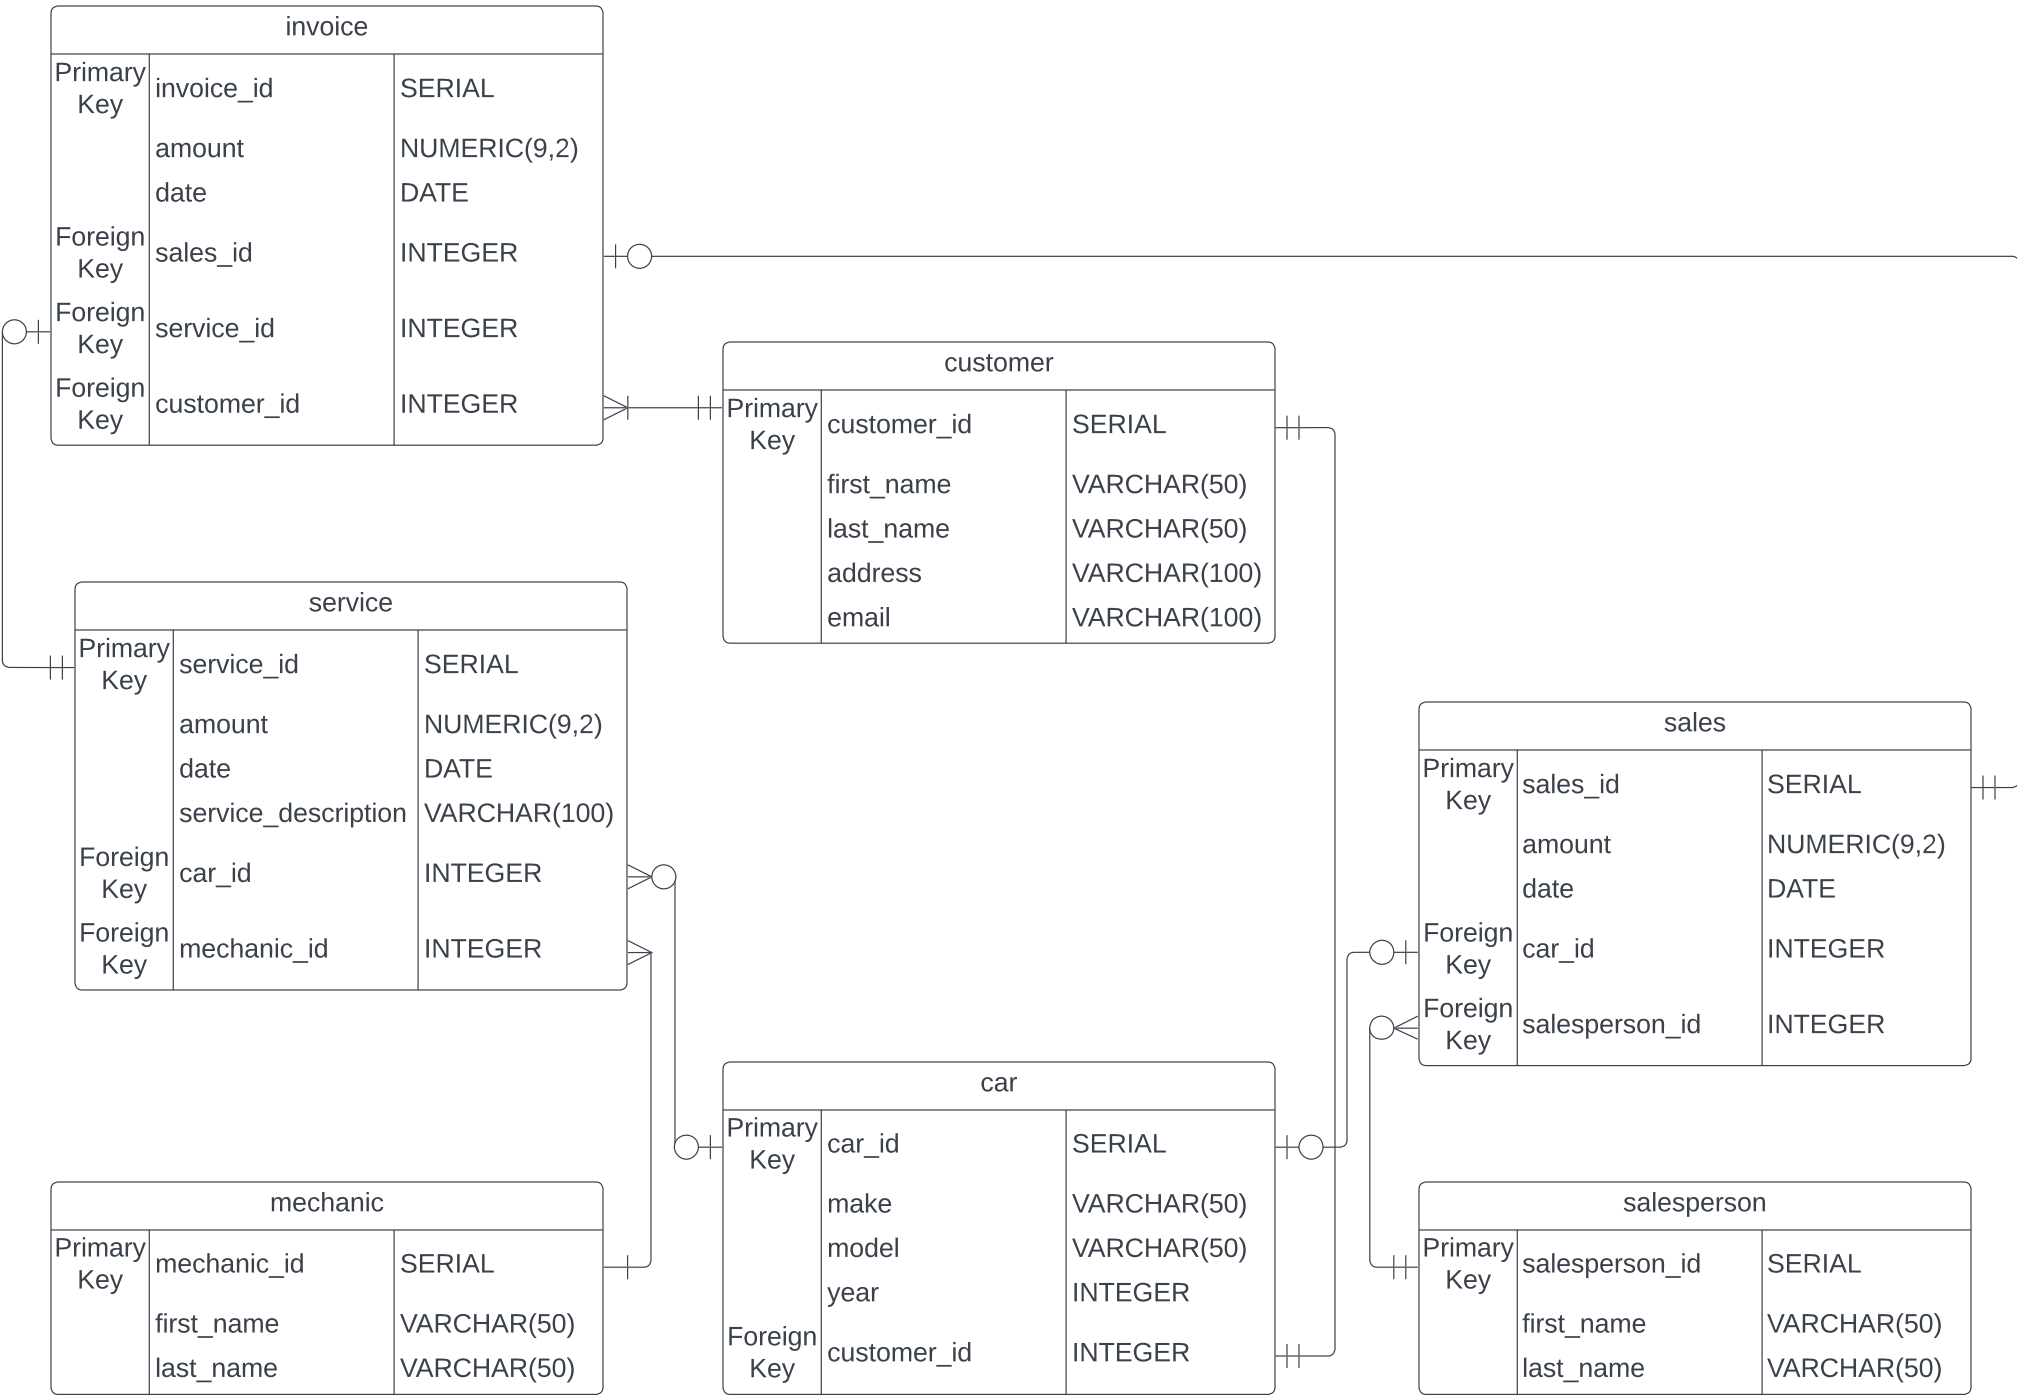 invoice
Primary Key invoice_id SERIAL
amount NUMERIC(9,2)
date DATE
Foreign Key sales_id INTEGER
Foreign Key service_id INTEGER
Foreign Key customer_id INTEGER
customer
Primary Key customer_id SERIAL
first_name VARCHAR(50)
last_name VARCHAR(50)
address VARCHAR(100)
email VARCHAR(100)
service
Primary Key service_id SERIAL
amount NUMERIC(9,2)
date DATE
service_description VARCHAR(100)
Foreign Key car_id INTEGER
Foreign Key mechanic_id INTEGER
sales
Primary Key sales_id SERIAL
amount NUMERIC(9,2)
date DATE
Foreign Key car_id INTEGER
Foreign Key salesperson_id INTEGER
mechanic
Primary Key mechanic_id SERIAL
first_name VARCHAR(50)
last_name VARCHAR(50)
car
Primary Key car_id SERIAL
make VARCHAR(50)
model VARCHAR(50)
year INTEGER
Foreign Key customer_id INTEGER
salesperson
Primary Key salesperson_id SERIAL
first_name VARCHAR(50)
last_name VARCHAR(50)